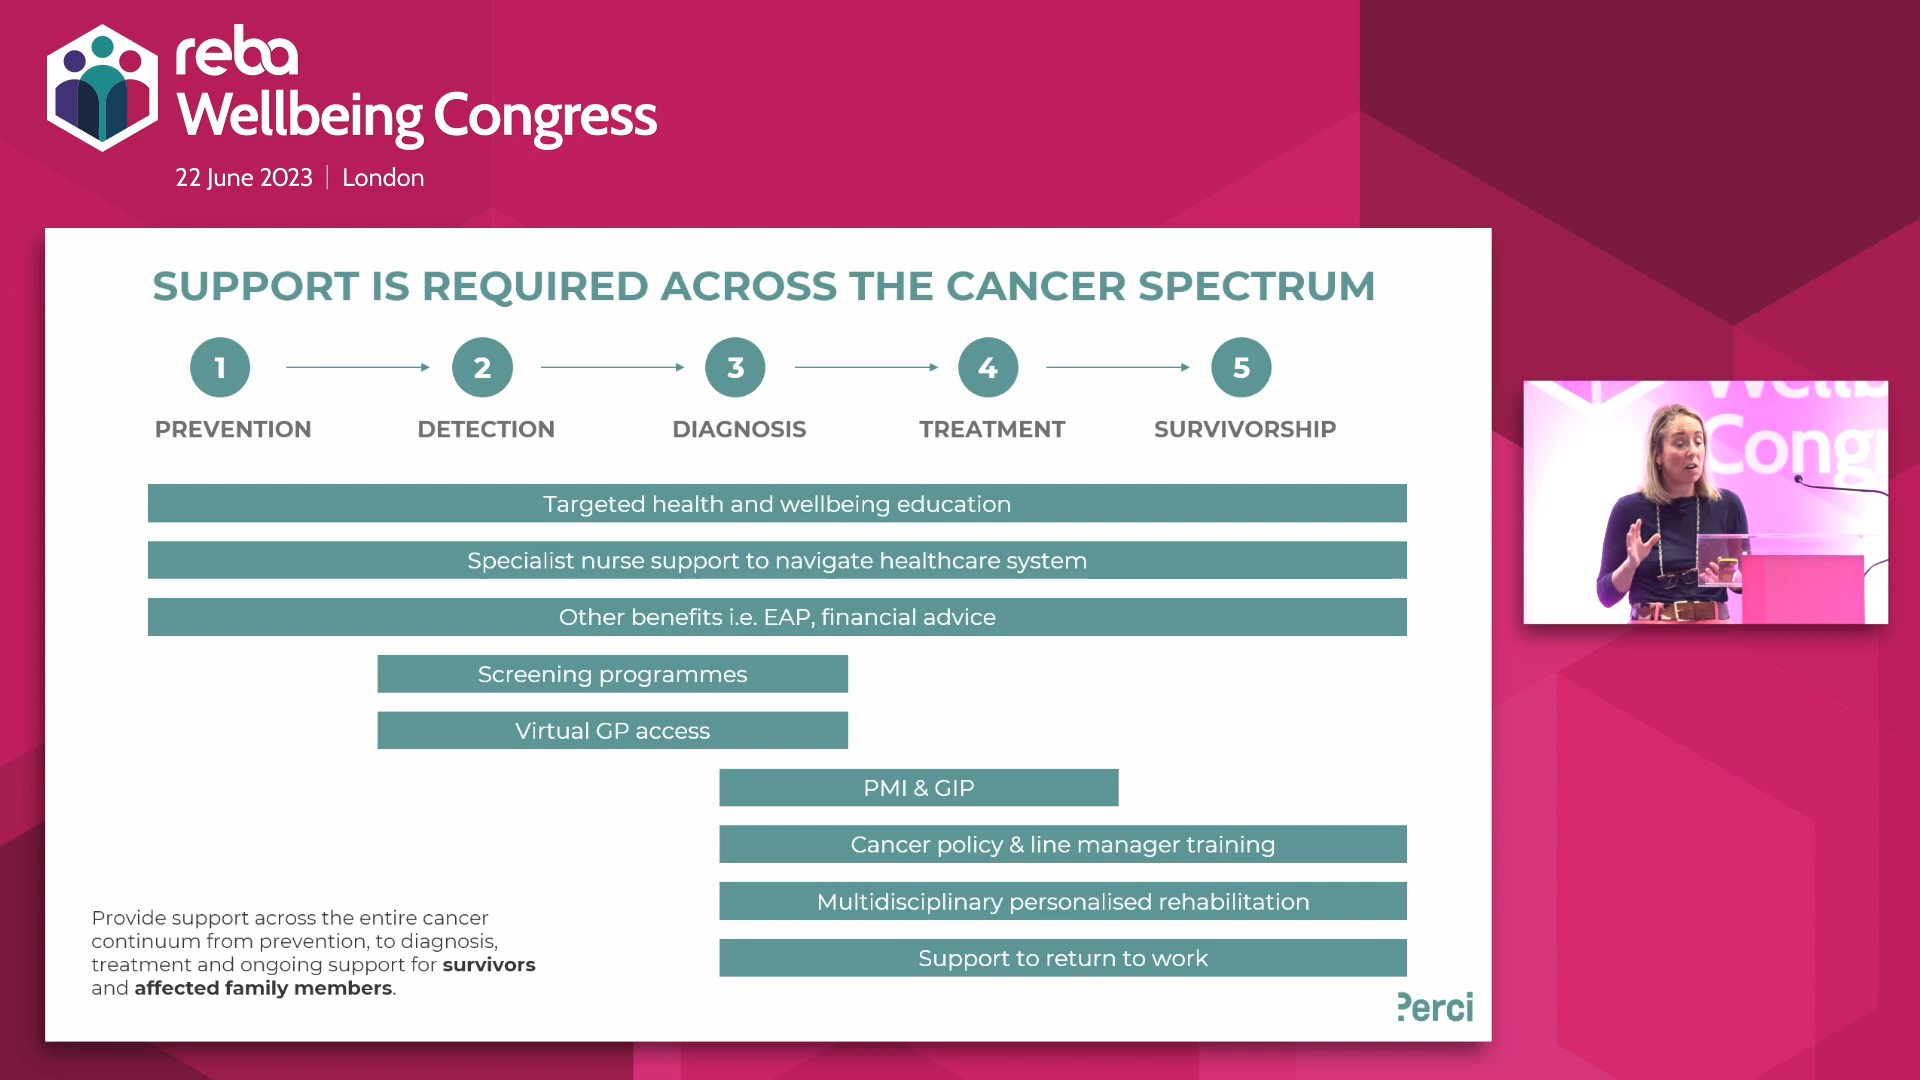 reba
Wellbeing Congress
22 June 2023 | London
SUPPORT IS REQUIRED ACROSS THE CANCER SPECTRUM
1
2
3
4
5
PREVENTION
DETECTION
DIAGNOSIS
TREATMENT
SURVIVORSHIP
Targeted health and wellbeing education
Specialist nurse support to navigate healthcare system
Other benefits i.e. EAP, financial advice
Screening programmes
Virtual GP access
PMI & GIP
Cancer policy & line manager training
Multidisciplinary personalised rehabilitation
Support to return to work
Provide support across the entire cancer
continuum from prevention, to diagnosis,
treatment and ongoing support for survivors
and affected family members.
Perci
Wellb
Cong